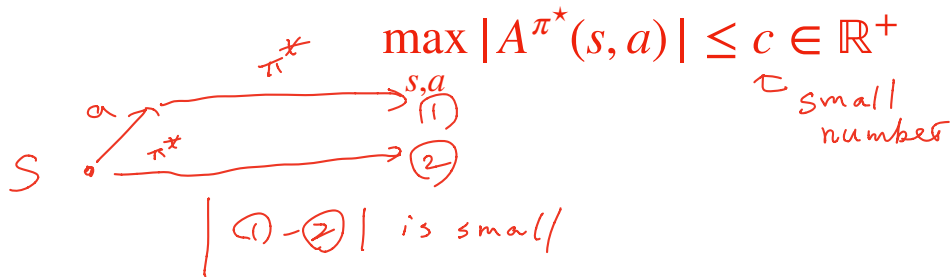 max |A^{π*}(s, a)| ≤ c ∈ ℝ⁺
s,a
π*
a
①
small
number
π*
②
S
|① - ②| is small